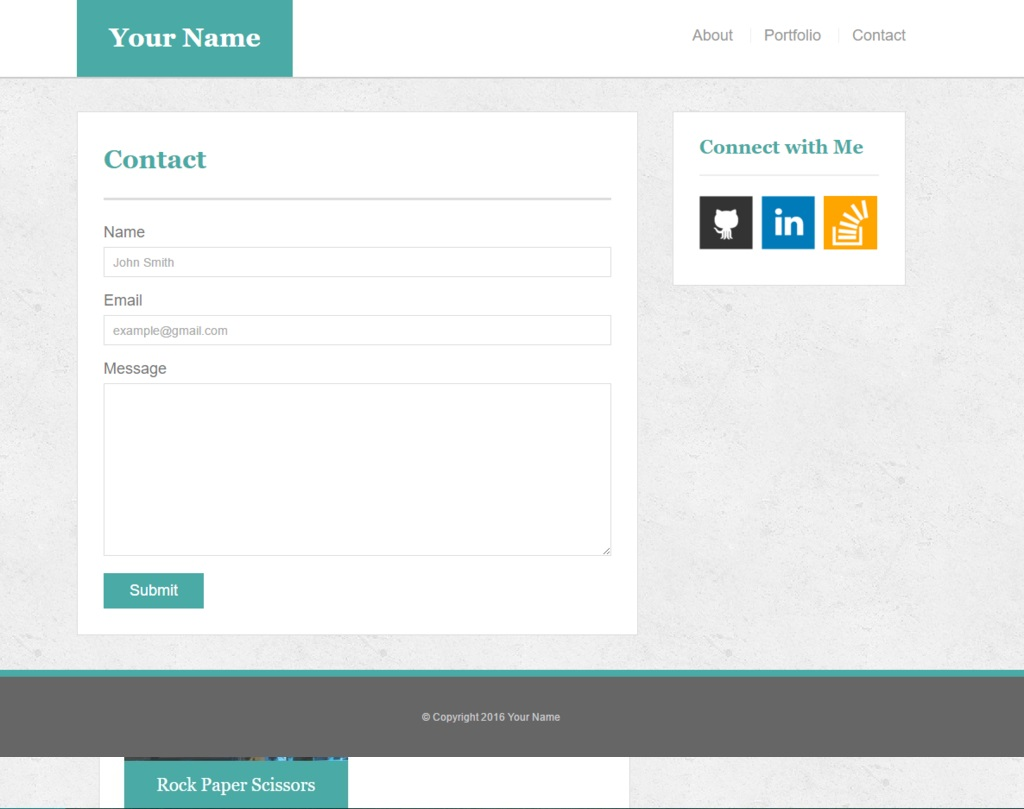 Your Name
About
Portfolio
Contact
Contact
Name
John Smith
Email
example@gmail.com
Message
Submit
Connect with Me
in
© Copyright 2016 Your Name
Rock Paper Scissors